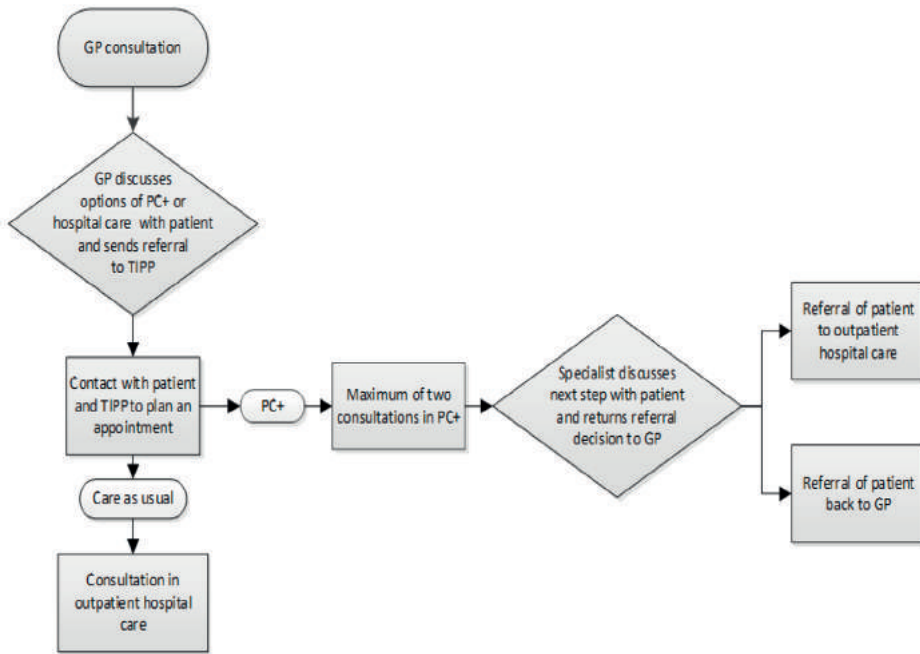 GP consultation
GP discusses
options of PC+ or
hospital care with patient
and sends referral
to TIPP
Contact with patient
and TIPP to plan an
appointment
PC+
Maximum of two
consultations in PC+
Specialist discusses
next step with patient
and returns referral
decision to GP
Referral of patient
to outpatient
hospital care
Referral of patient
back to GP
Care as usual
Consultation in
outpatient hospital
care